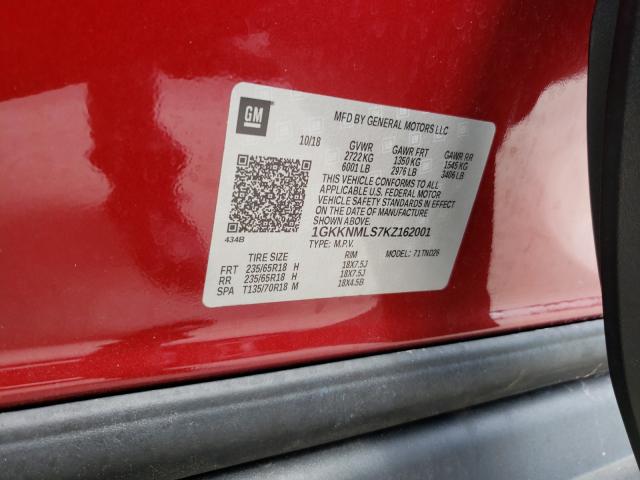 GM
MFD BY GENERAL MOTORS LLC
10/18 GVWR GAWR FRT GAWR RR
2722 KG 1350 KG 1545 KG
6001 LB 2976 LB 3406 LB
THIS VEHICLE CONFORMS TO ALL
APPLICABLE U.S. FEDERAL MOTOR
VEHICLE SAFETY STANDARDS IN EFFECT
ON THE DATE OF MANUFACTURE
SHOWN ABOVE.
434B 1GKKNMLS7KZ162001
TYPE: M.P.V. MODEL: 71TND26
TIRE SIZE RIM
FRT 235/65R18 H 18X7.5J
RR 235/65R18 H 18X7.5J
SPA T135/70R18 M 18X4.5B